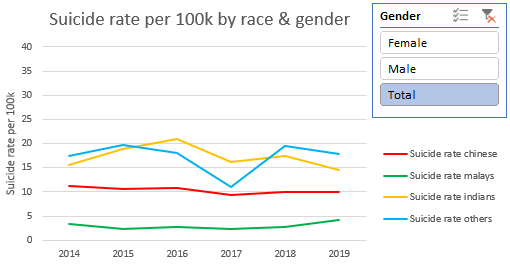 Suicide rate per 100k by race & gender
Suicide rate per 100k
40
35
30
25
20
15
10
5
0
2014 2015 2016 2017 2018 2019
Gender
Female
Male
Total
Suicide rate chinese
Suicide rate malays
Suicide rate indians
Suicide rate others